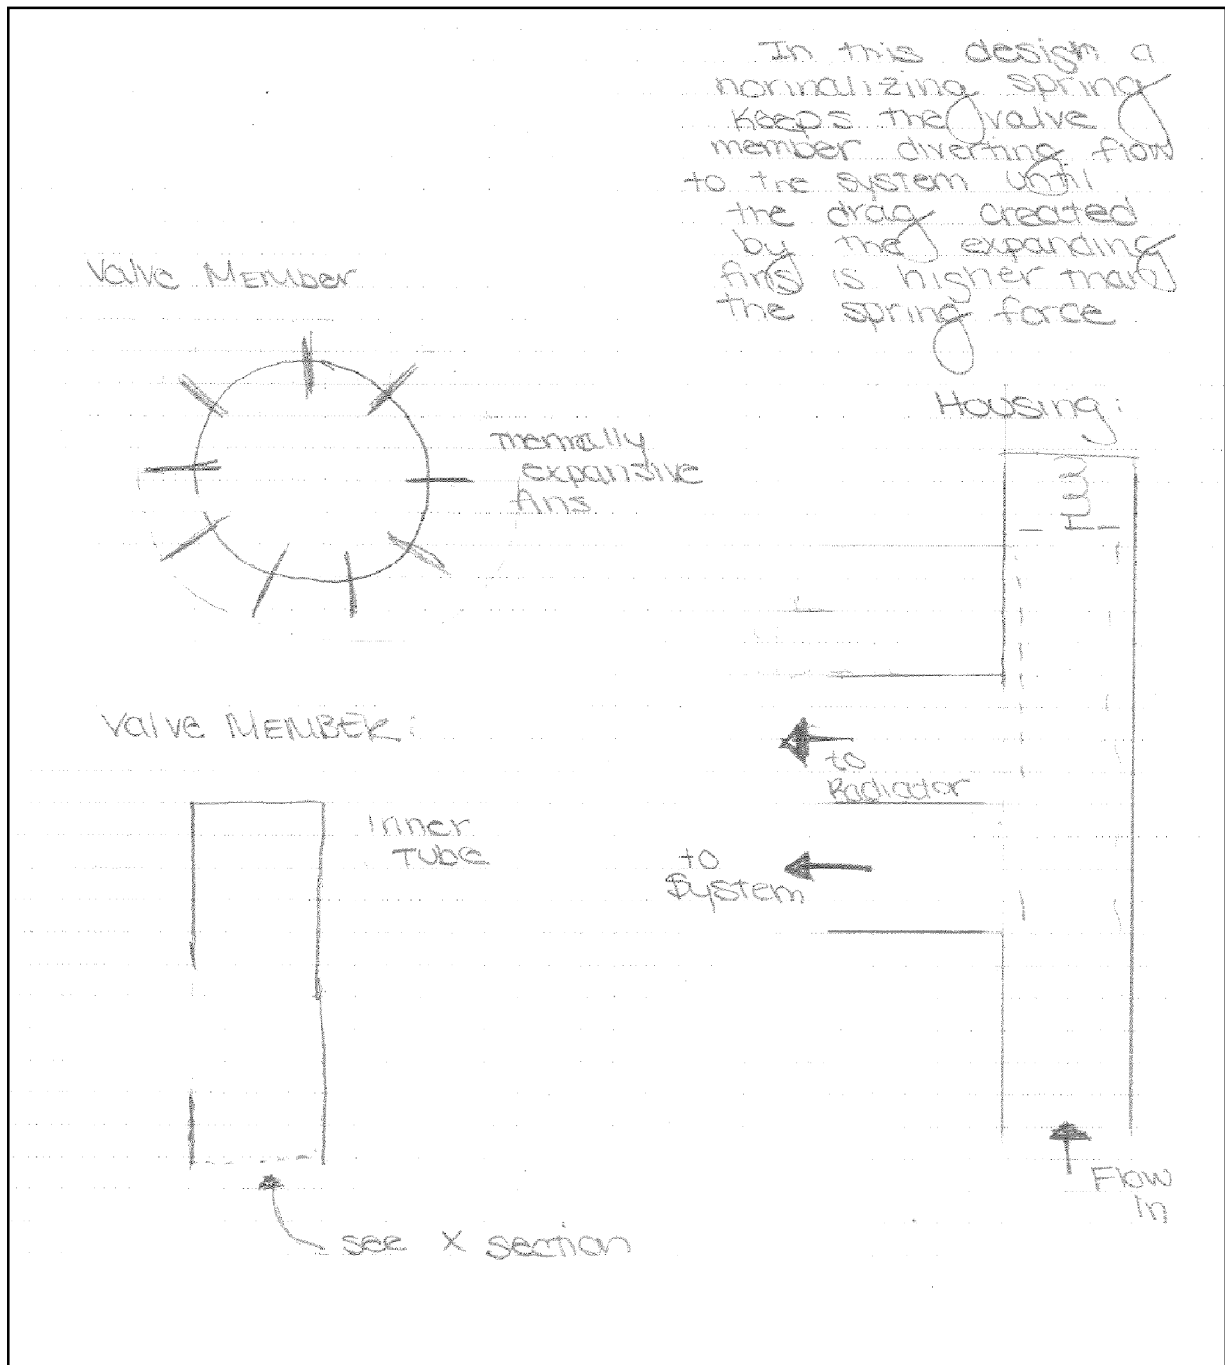 In this design a
normalizing spring
keeps the valve
member diverting flow
to the system until
the drag created
by the expanding
fins is higher than
the spring force
Valve MEMber
thermally
expansive
fins
Housing:
Valve MEMBER:
Inner
TUBE
to
Radiator
to
System
Flow
in
see X section